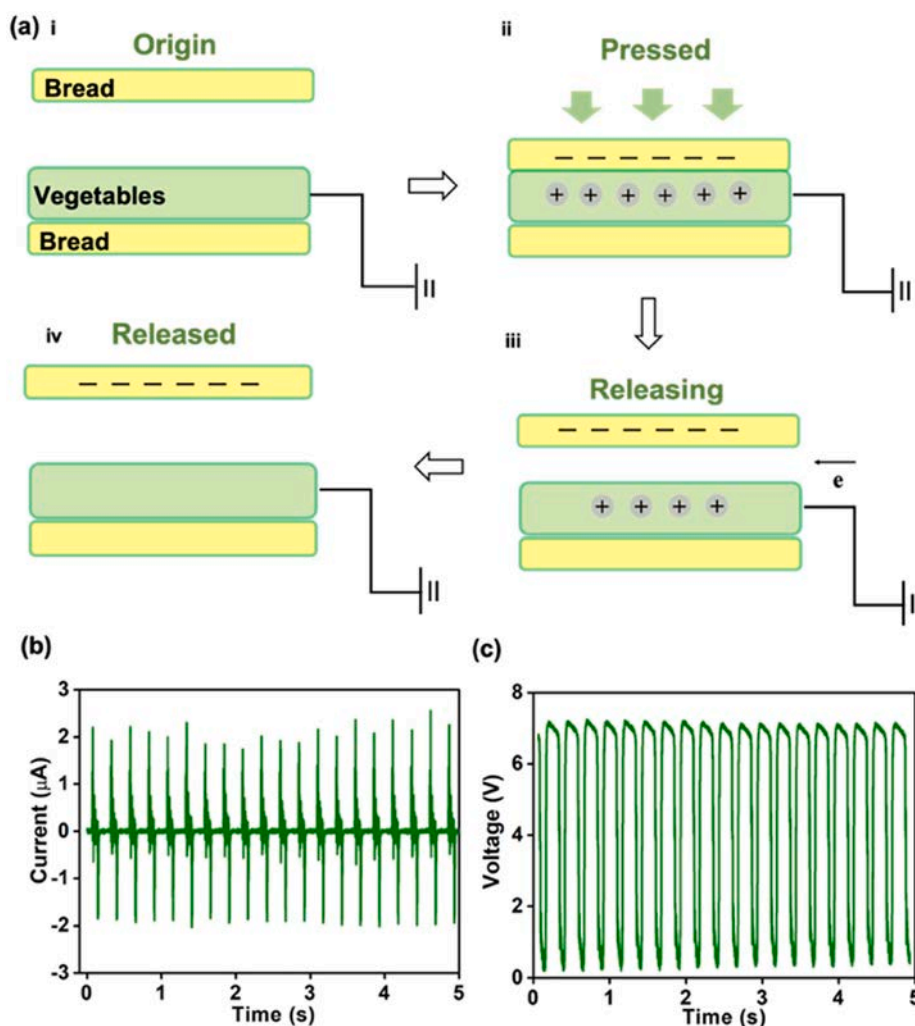 (a) i
Origin
Bread
Vegetables
Bread
ii
Pressed
— — — — — —
+ + + + + +
iii
Releasing
— — — — — —
e
+ + + +
iv
Released
— — — — — —
(b)
Current (μA)
3
2
1
0
-1
-2
-3
0 1 2 3 4 5
Time (s)
(c)
Voltage (V)
8
6
4
2
0
0 1 2 3 4 5
Time (s)